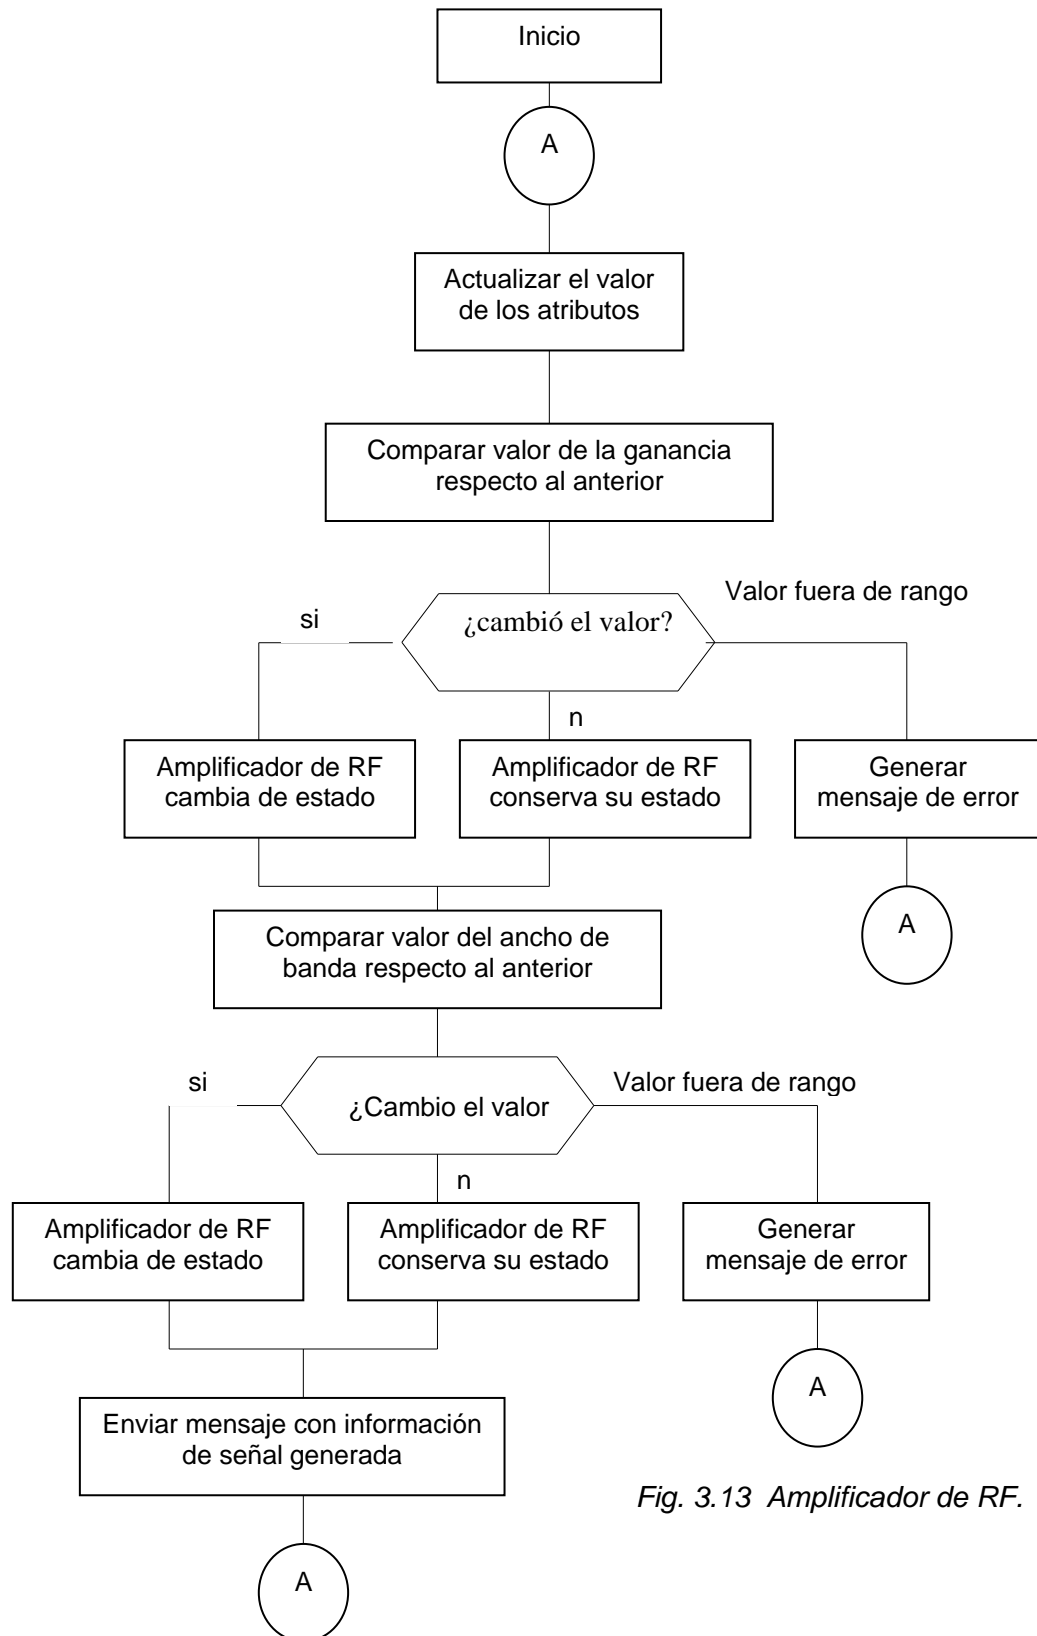 Inicio
A
Actualizar el valor
de los atributos
Comparar valor de la ganancia
respecto al anterior
Valor fuera de rango
si
¿cambió el valor?
n
Amplificador de RF
cambia de estado
Amplificador de RF
conserva su estado
Generar
mensaje de error
A
Comparar valor del ancho de
banda respecto al anterior
si
Valor fuera de rango
¿Cambio el valor
n
Amplificador de RF
cambia de estado
Amplificador de RF
conserva su estado
Generar
mensaje de error
A
Enviar mensaje con información
de señal generada
Fig. 3.13 Amplificador de RF.
A